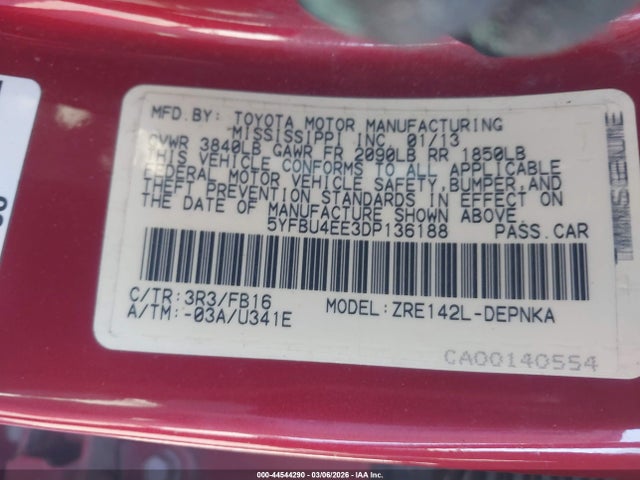 MFD.BY: TOYOTA MOTOR MANUFACTURING
MISSISSIPPI INC. 01/13
GVWR 3840LB GAWR FR 2090LB RR 1850LB
THIS VEHICLE CONFORMS TO ALL APPLICABLE
FEDERAL MOTOR VEHICLE SAFETY,BUMPER,AND
THEFT PREVENTION STANDARDS IN EFFECT ON
THE DATE OF MANUFACTURE SHOWN ABOVE.
5YFBU4EE3DP136188 PASS.CAR
C/TR:3R3/FB16
A/TM:-03A/U341E
MODEL:ZRE142L-DEPNKA
CA00140554
000-44544290 - 03/06/2026 - IAA Inc.